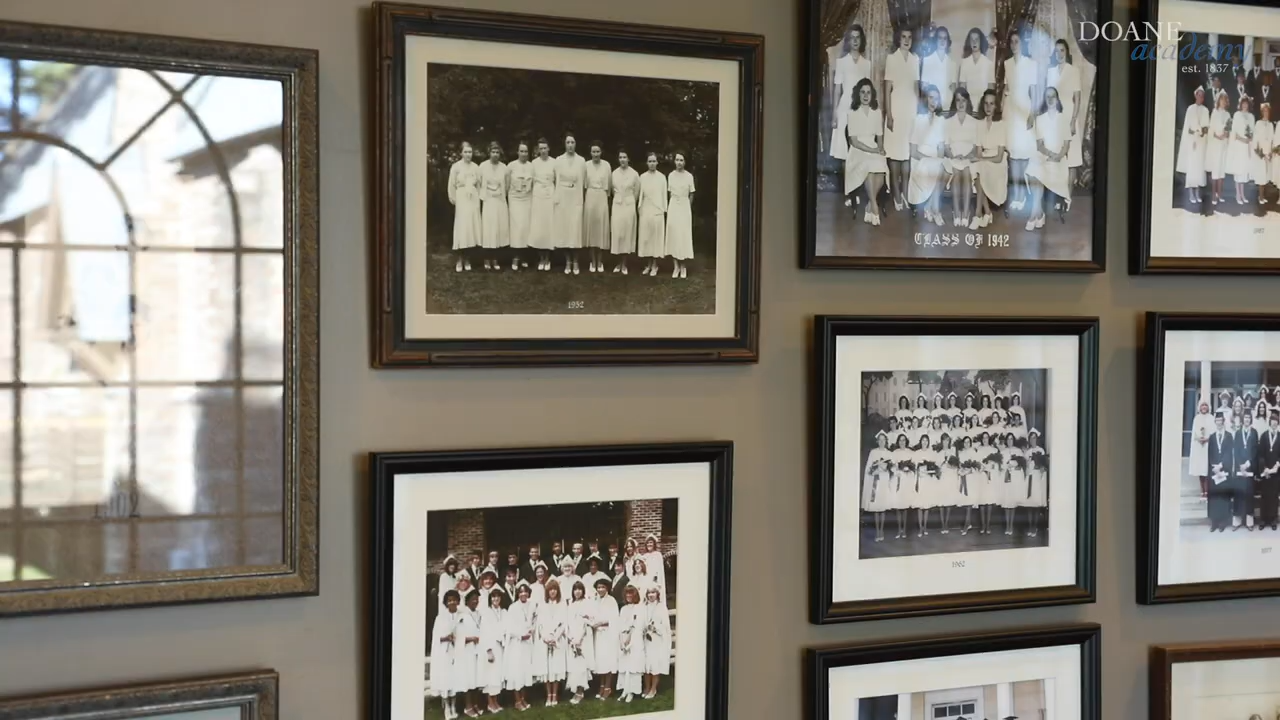 DOANE
academy
est. 1837
1932
CLASS OF 1942
1962